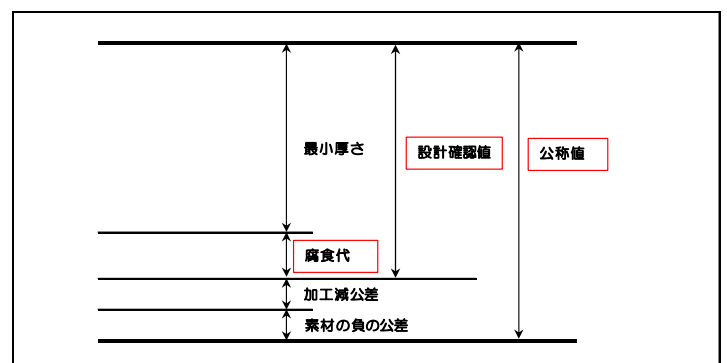 最小厚さ
設計確認値
公称値
腐食代
加工減公差
素材の負の公差